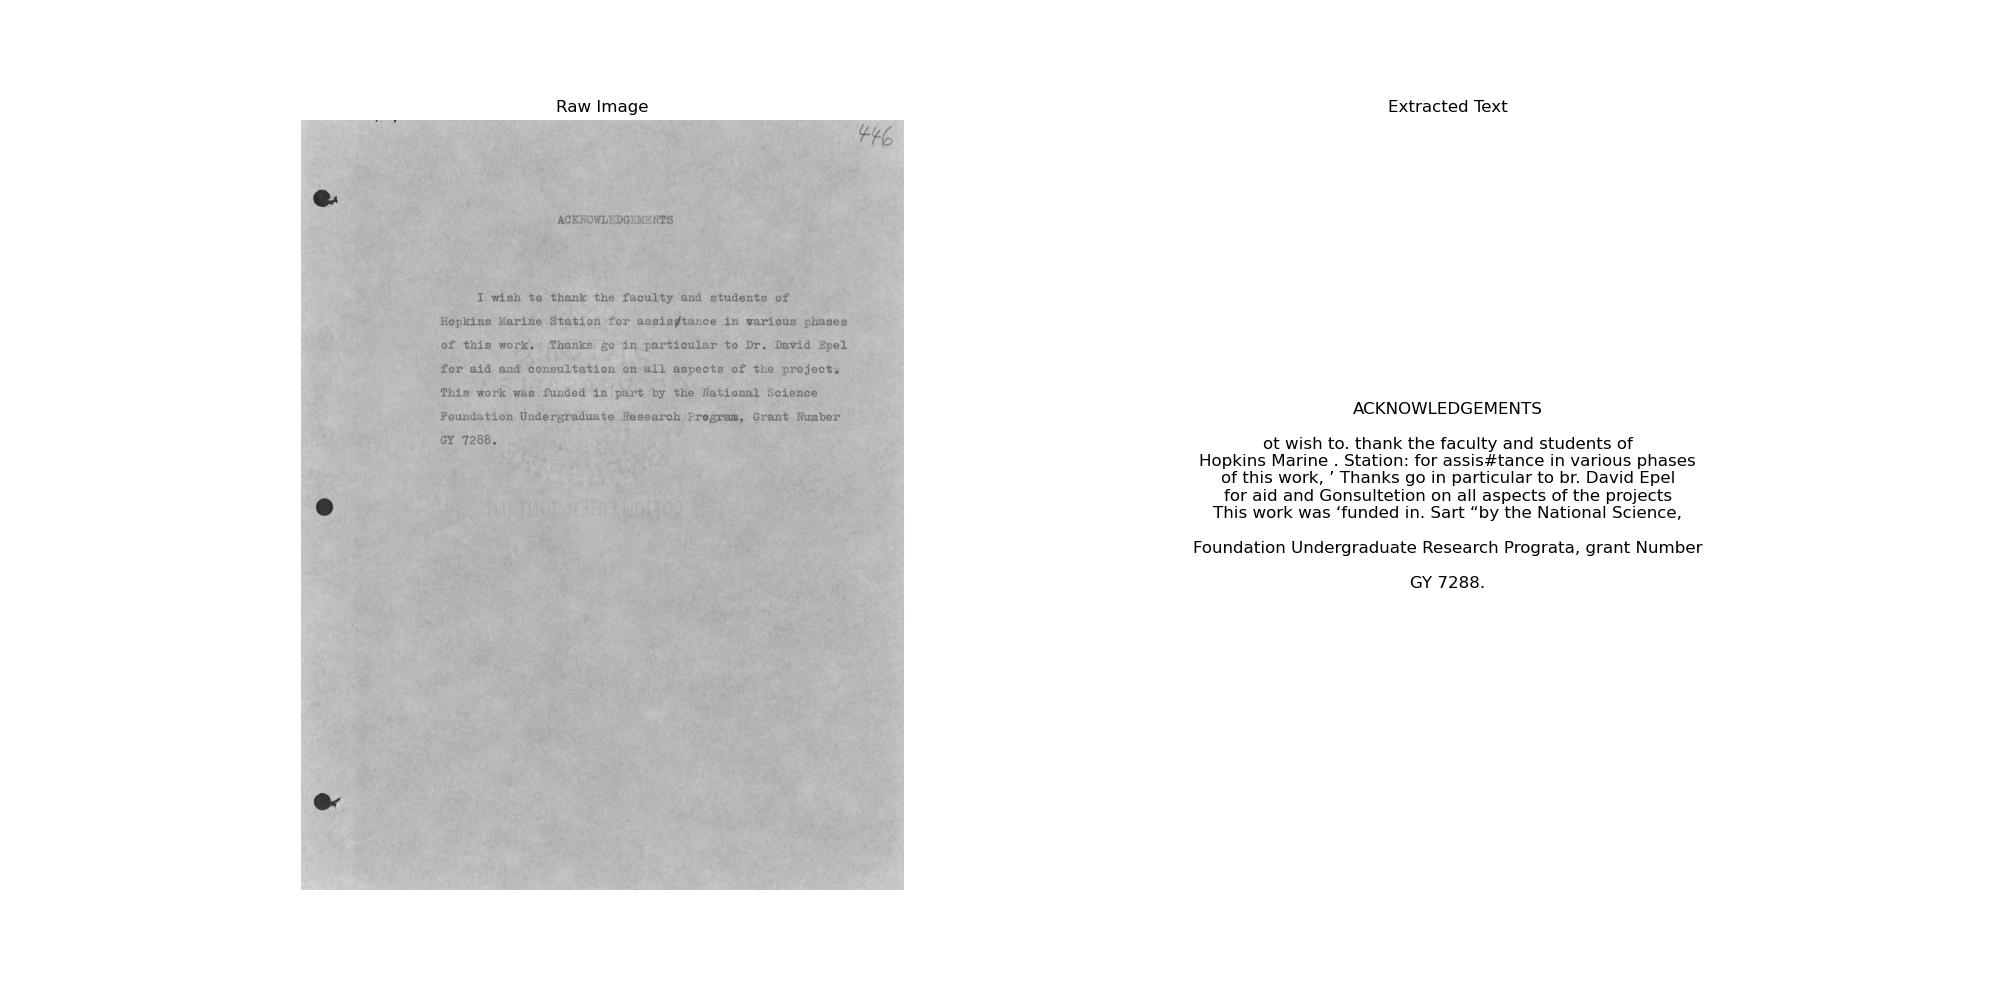 Raw Image
446
ACKNOWLEDGEMENTS
I wish to thank the faculty and students of
Hopkins Marine Station for assis/tance in various phases
of this work. Thanks go in particular to Dr. David Epel
for aid and consultation on all aspects of the project.
This work was funded in part by the National Science
Foundation Undergraduate Research Program, Grant Number
GY 7288.
Extracted Text
ACKNOWLEDGEMENTS
ot wish to. thank the faculty and students of
Hopkins Marine . Station: for assis#tance in various phases
of this work, ’ Thanks go in particular to br. David Epel
for aid and Gonsultetion on all aspects of the projects
This work was ‘funded in. Sart “by the National Science,
Foundation Undergraduate Research Prograta, grant Number
GY 7288.